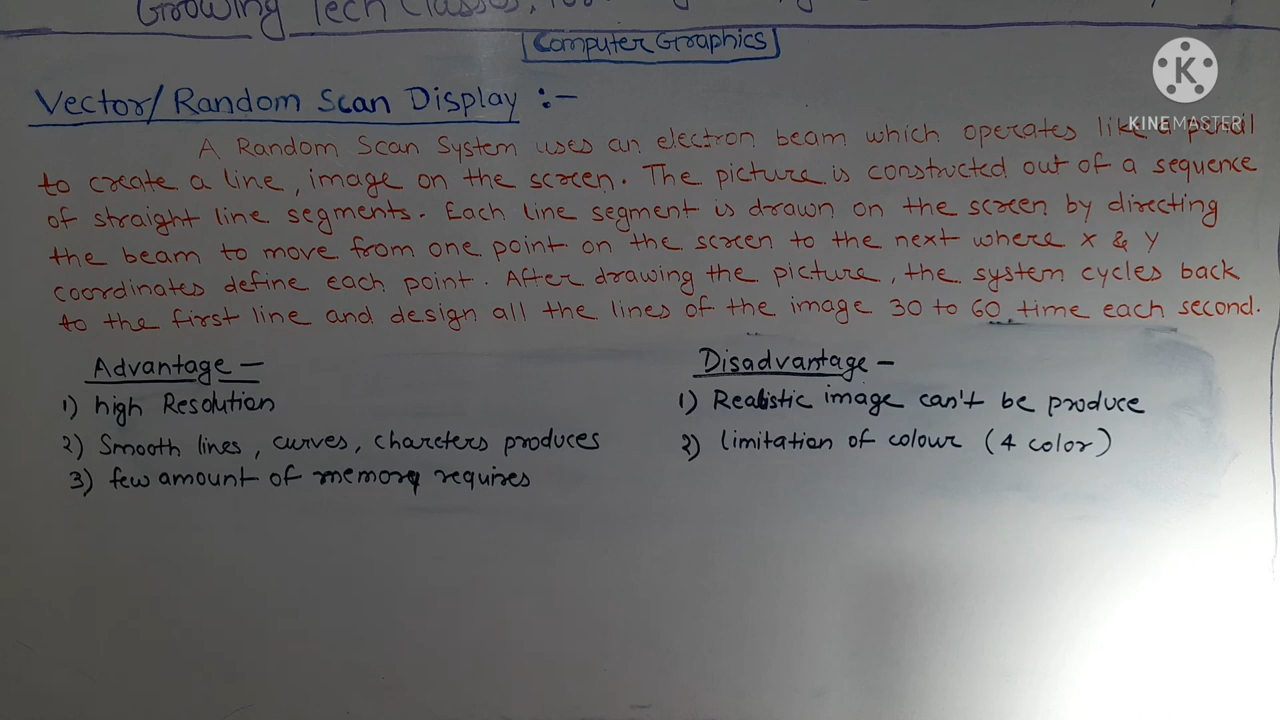 Growing Tech Classes,
Computer Graphics
K
KINEMASTER
Vector/Random Scan Display :-
A Random Scan System uses an electron beam which operates like a pencil
to create a line, image on the screen. The picture is constructed out of a sequence
of straight line segments. Each line segment is drawn on the screen by directing
the beam to move from one point on the screen to the next where x & y
coordinates define each point. After drawing the picture, the system cycles back
to the first line and design all the lines of the image 30 to 60 time each second.
Advantage -
1) high Resolution
2) Smooth lines, curves, charcters produces
3) few amount of memory requires
Disadvantage -
1) Realistic image can't be produce
2) limitation of colour (4 color)